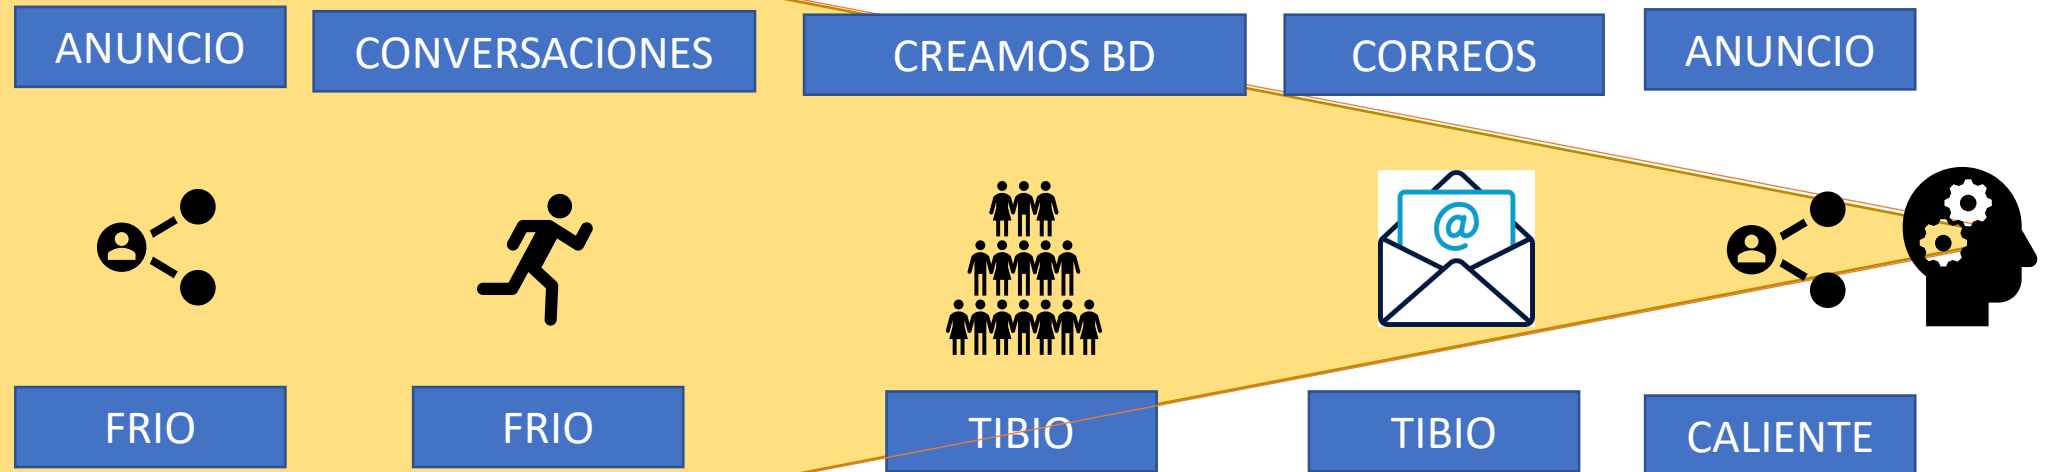 ANUNCIO
CONVERSACIONES
CREAMOS BD
CORREOS
ANUNCIO
@
FRIO
FRIO
TIBIO
TIBIO
CALIENTE